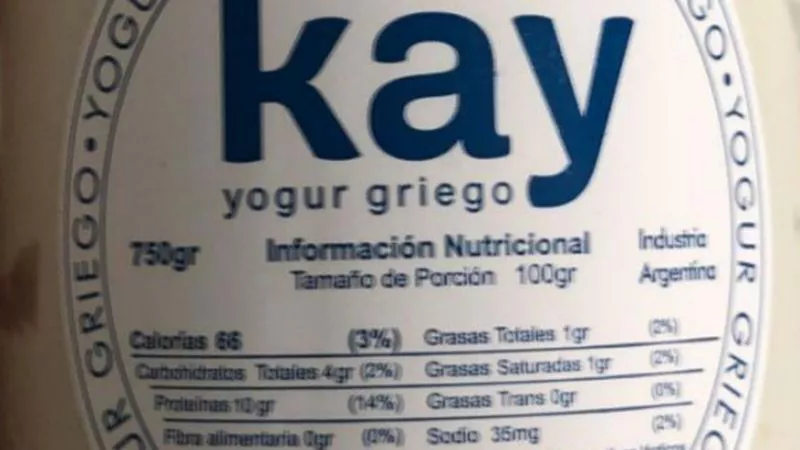 kay
yogur griego
YOGUR GRIEGO • YOGU
GO • YOGUR GRIEGO
750gr
Información Nutricional
Tamaño de Porción 100gr
Industria
Argentina
Calorías 66 (3%) Grasas Totales 1gr (2%)
Carbohidratos Totales 4gr (2%) Grasas Saturadas 1gr (2%)
Proteínas 10gr (14%) Grasas Trans 0gr (0%)
Fibra alimentaria 0gr (0%) Sodio 35mg (2%)